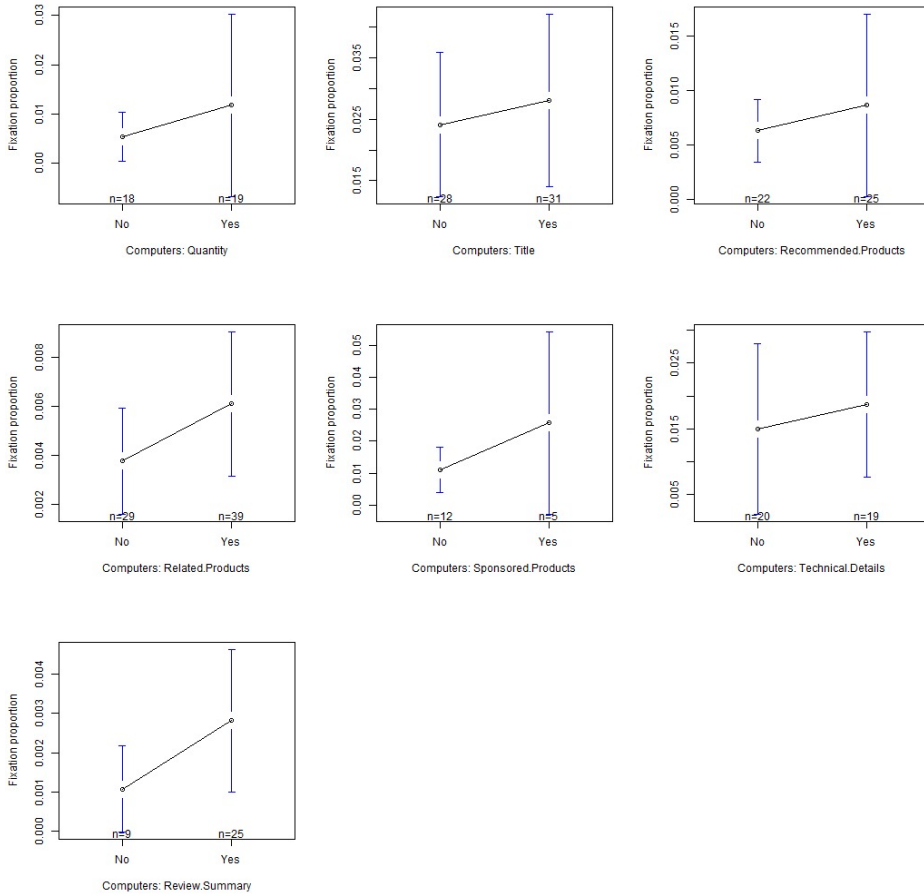 Fixation proportion
0.00 0.01 0.02 0.03
n=18 n=19
No Yes
Computers: Quantity
Fixation proportion
0.015 0.025 0.035
n=28 n=31
No Yes
Computers: Title
Fixation proportion
0.000 0.005 0.010 0.015
n=22 n=25
No Yes
Computers: Recommended.Products
Fixation proportion
0.002 0.004 0.006 0.008
n=29 n=39
No Yes
Computers: Related.Products
Fixation proportion
0.00 0.01 0.02 0.03 0.04 0.05
n=12 n=5
No Yes
Computers: Sponsored.Products
Fixation proportion
0.005 0.015 0.025
n=20 n=19
No Yes
Computers: Technical.Details
Fixation proportion
0.000 0.001 0.002 0.003 0.004
n=9 n=25
No Yes
Computers: Review.Summary